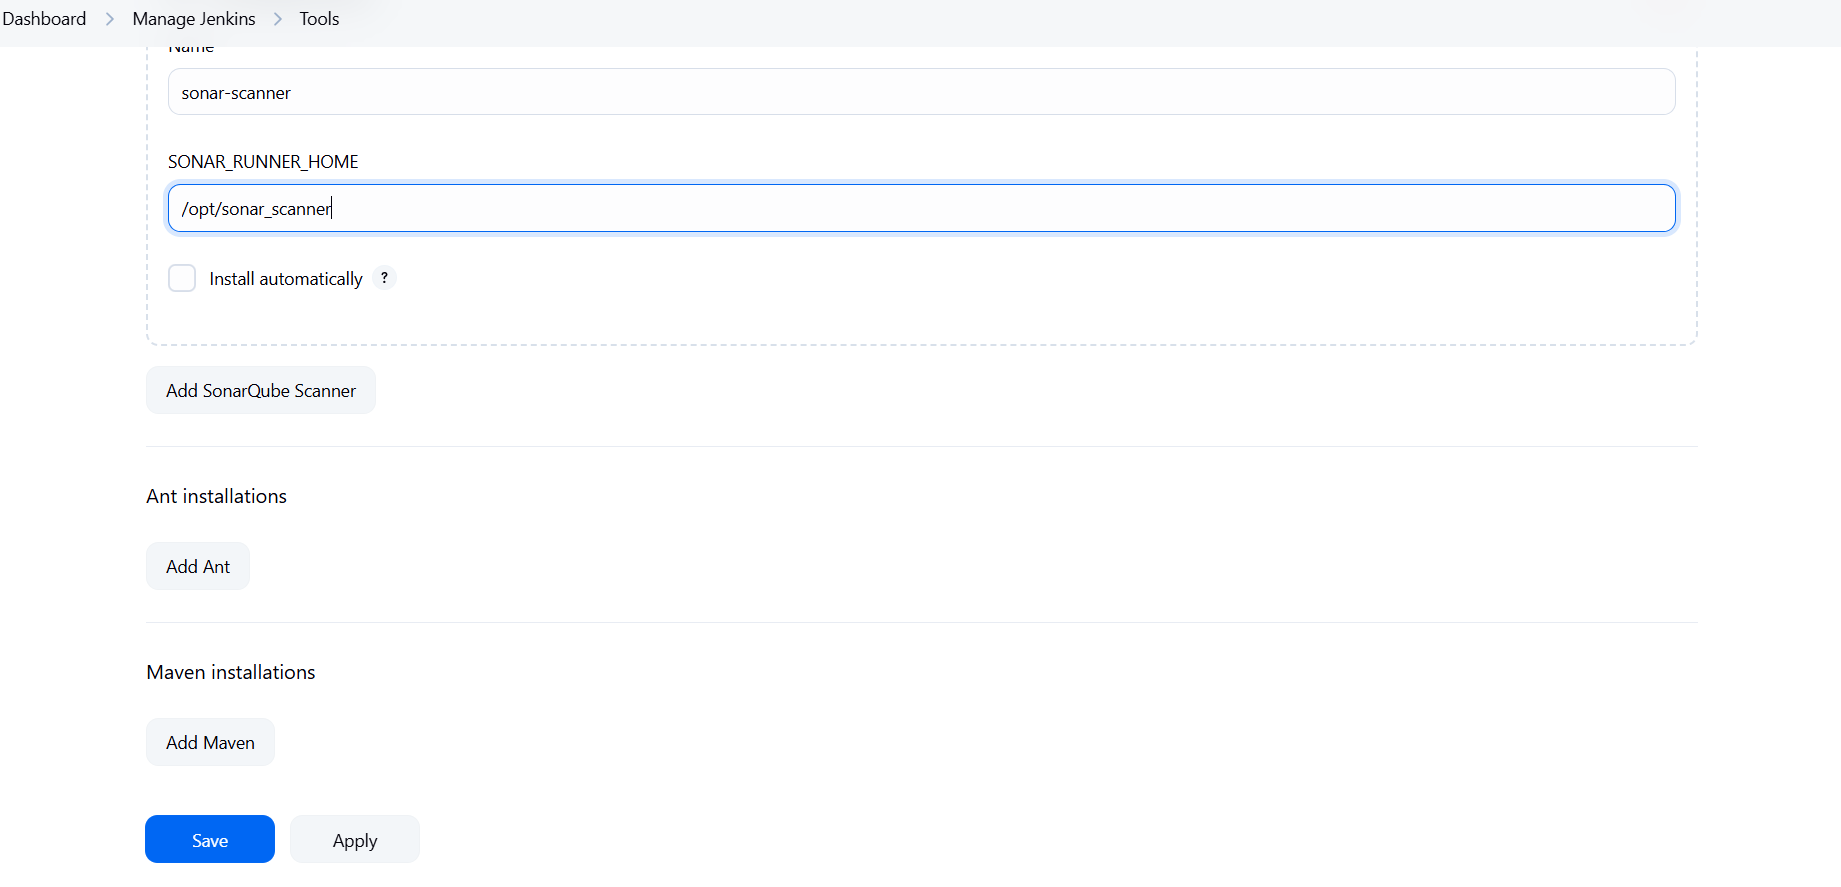 Dashboard > Manage Jenkins > Tools
Name
sonar-scanner
SONAR_RUNNER_HOME
/opt/sonar_scanner
Install automatically ?
Add SonarQube Scanner
Ant installations
Add Ant
Maven installations
Add Maven
Save Apply